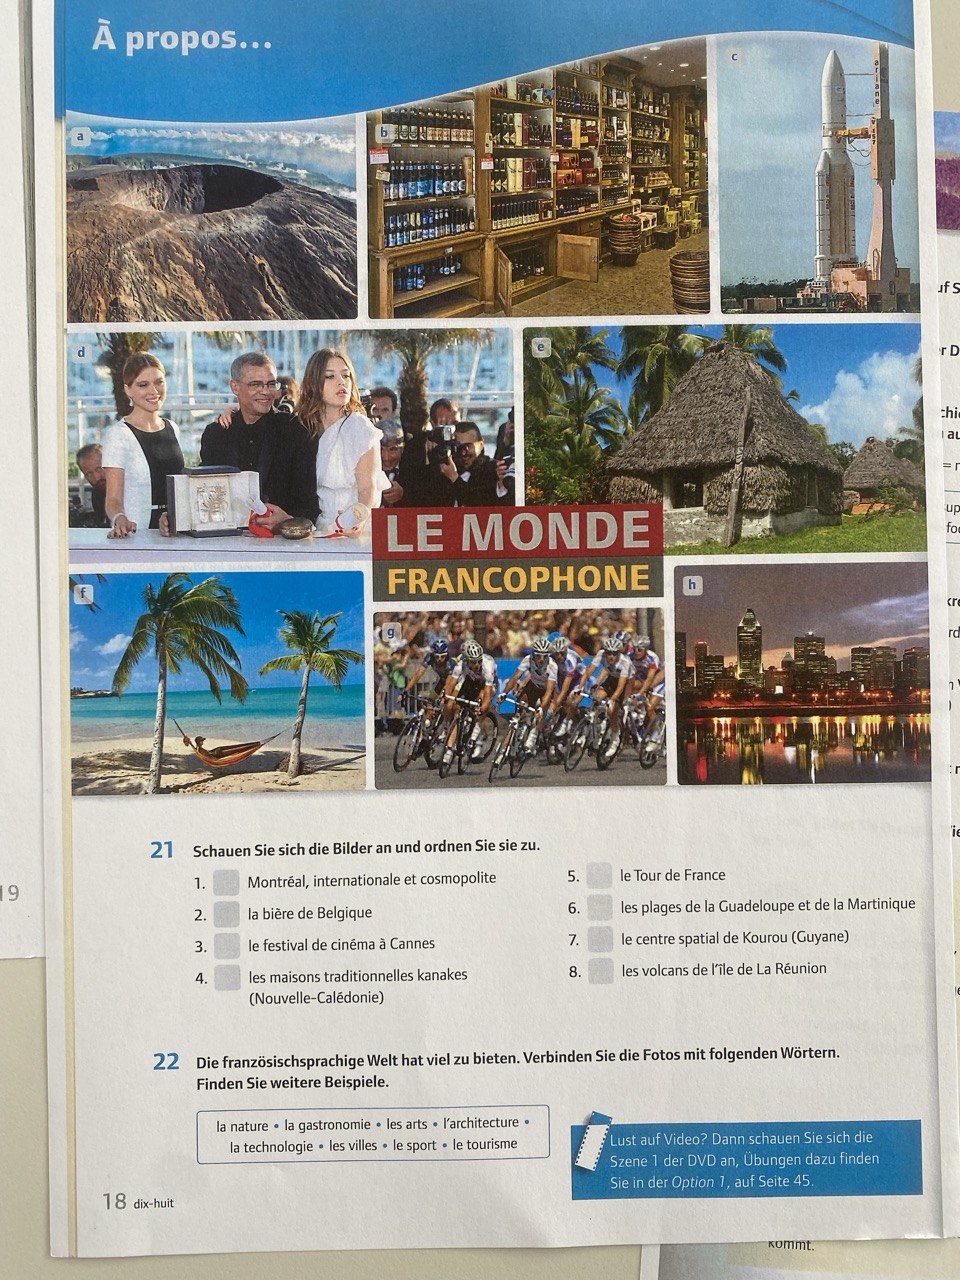 À propos...
a
b
c
ariane
d
e
LE MONDE
FRANCOPHONE
f
g
h
21 Schauen Sie sich die Bilder an und ordnen Sie sie zu.
1. Montréal, internationale et cosmopolite
2. la bière de Belgique
3. le festival de cinéma à Cannes
4. les maisons traditionnelles kanakes
(Nouvelle-Calédonie)
5. le Tour de France
6. les plages de la Guadeloupe et de la Martinique
7. le centre spatial de Kourou (Guyane)
8. les volcans de l'île de La Réunion
22 Die französischsprachige Welt hat viel zu bieten. Verbinden Sie die Fotos mit folgenden Wörtern.
Finden Sie weitere Beispiele.
la nature • la gastronomie • les arts • l'architecture •
la technologie • les villes • le sport • le tourisme
Lust auf Video? Dann schauen Sie sich die
Szene 1 der DVD an, Übungen dazu finden
Sie in der Option 1, auf Seite 45.
18 dix-huit
19
kommt.